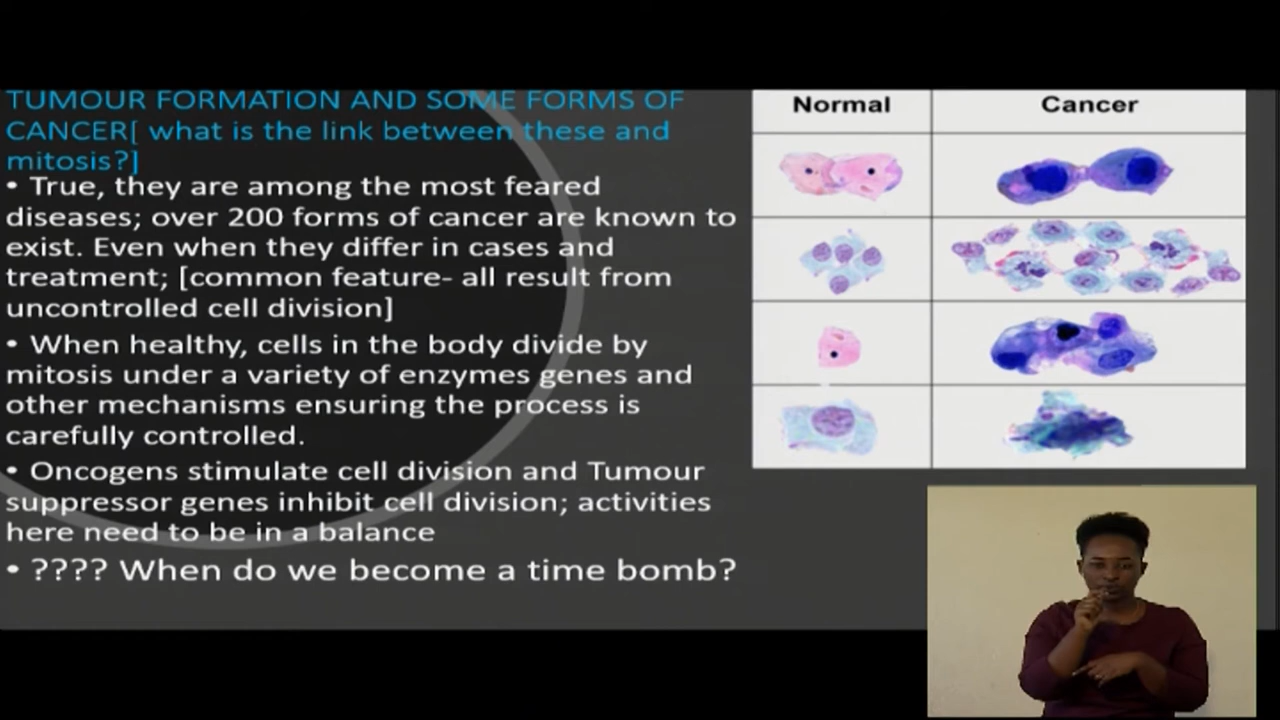 TUMOUR FORMATION AND SOME FORMS OF
CANCER[ what is the link between these and
mitosis?]
• True, they are among the most feared
diseases; over 200 forms of cancer are known to
exist. Even when they differ in cases and
treatment; [common feature- all result from
uncontrolled cell division]
• When healthy, cells in the body divide by
mitosis under a variety of enzymes genes and
other mechanisms ensuring the process is
carefully controlled.
• Oncogens stimulate cell division and Tumour
suppressor genes inhibit cell division; activities
here need to be in a balance
• ???? When do we become a time bomb?
Normal
Cancer